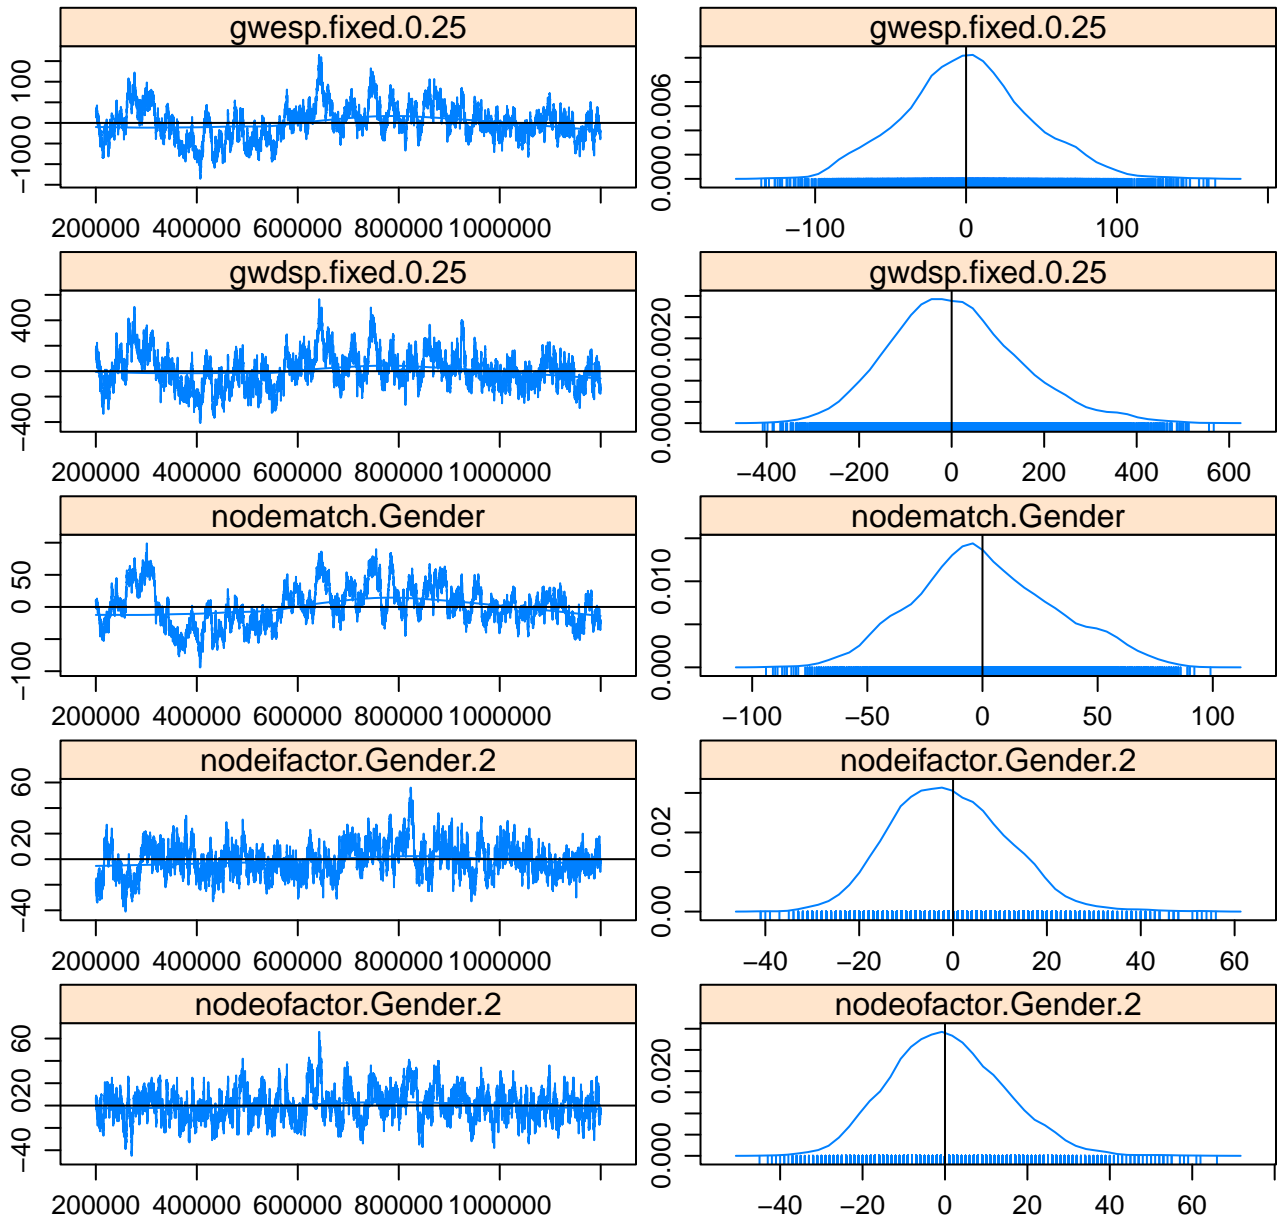 gwesp.fixed.0.25
gwesp.fixed.0.25
−100 0 100
200000 400000 600000 800000 1000000
0.000 0.006
−100 0 100
gwdsp.fixed.0.25
gwdsp.fixed.0.25
−400 0 400
200000 400000 600000 800000 1000000
0.0000 0.0020
−400 −200 0 200 400 600
nodematch.Gender
nodematch.Gender
−100 0 50
200000 400000 600000 800000 1000000
0.000 0.010
−100 −50 0 50 100
nodeifactor.Gender.2
nodeifactor.Gender.2
−40 0 20 60
200000 400000 600000 800000 1000000
0.00 0.02
−40 −20 0 20 40 60
nodeofactor.Gender.2
nodeofactor.Gender.2
−40 0 20 60
200000 400000 600000 800000 1000000
0.000 0.020
−40 −20 0 20 40 60